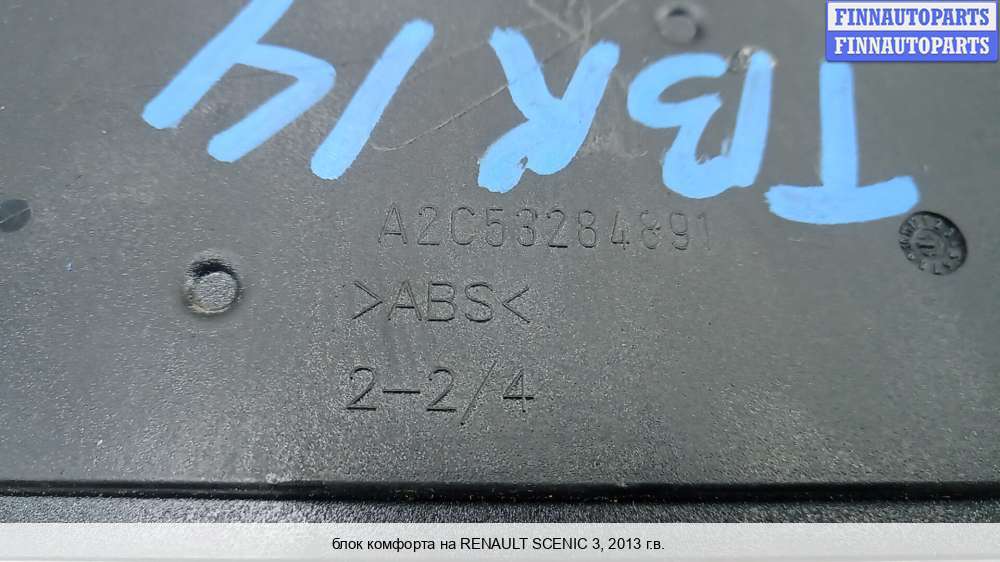 FINNAUTOPARTS
FINNAUTOPARTS
TBR14
A2C53284891
>ABS<
2-2/4
блок комфорта на RENAULT SCENIC 3, 2013 г.в.